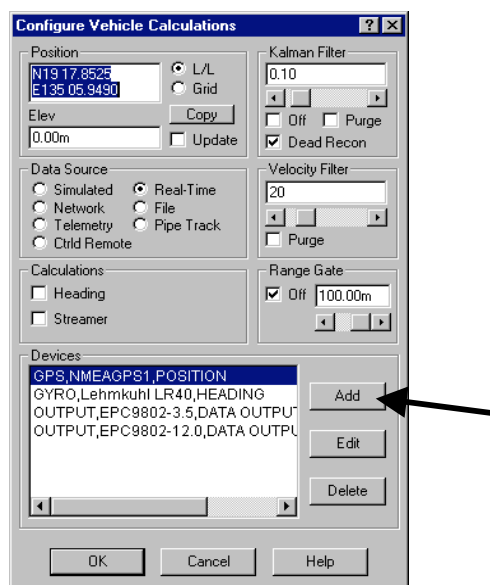 Configure Vehicle Calculations
Position
N19 17.8525
E135 05.9490
L/L
Grid
Elev
Copy
0.00m
Update
Kalman Filter
0.10
Off
Purge
Dead Recon
Data Source
Simulated
Real-Time
Network
File
Telemetry
Pipe Track
Ctrld Remote
Velocity Filter
20
Purge
Calculations
Heading
Streamer
Range Gate
Off
100.00m
Devices
GPS,NMEAGPS1,POSITION
GYRO,Lehmkuhl LR40,HEADING
OUTPUT,EPC9802-3.5,DATA OUTPUT
OUTPUT,EPC9802-12.0,DATA OUTPU
Add
Edit
Delete
OK
Cancel
Help